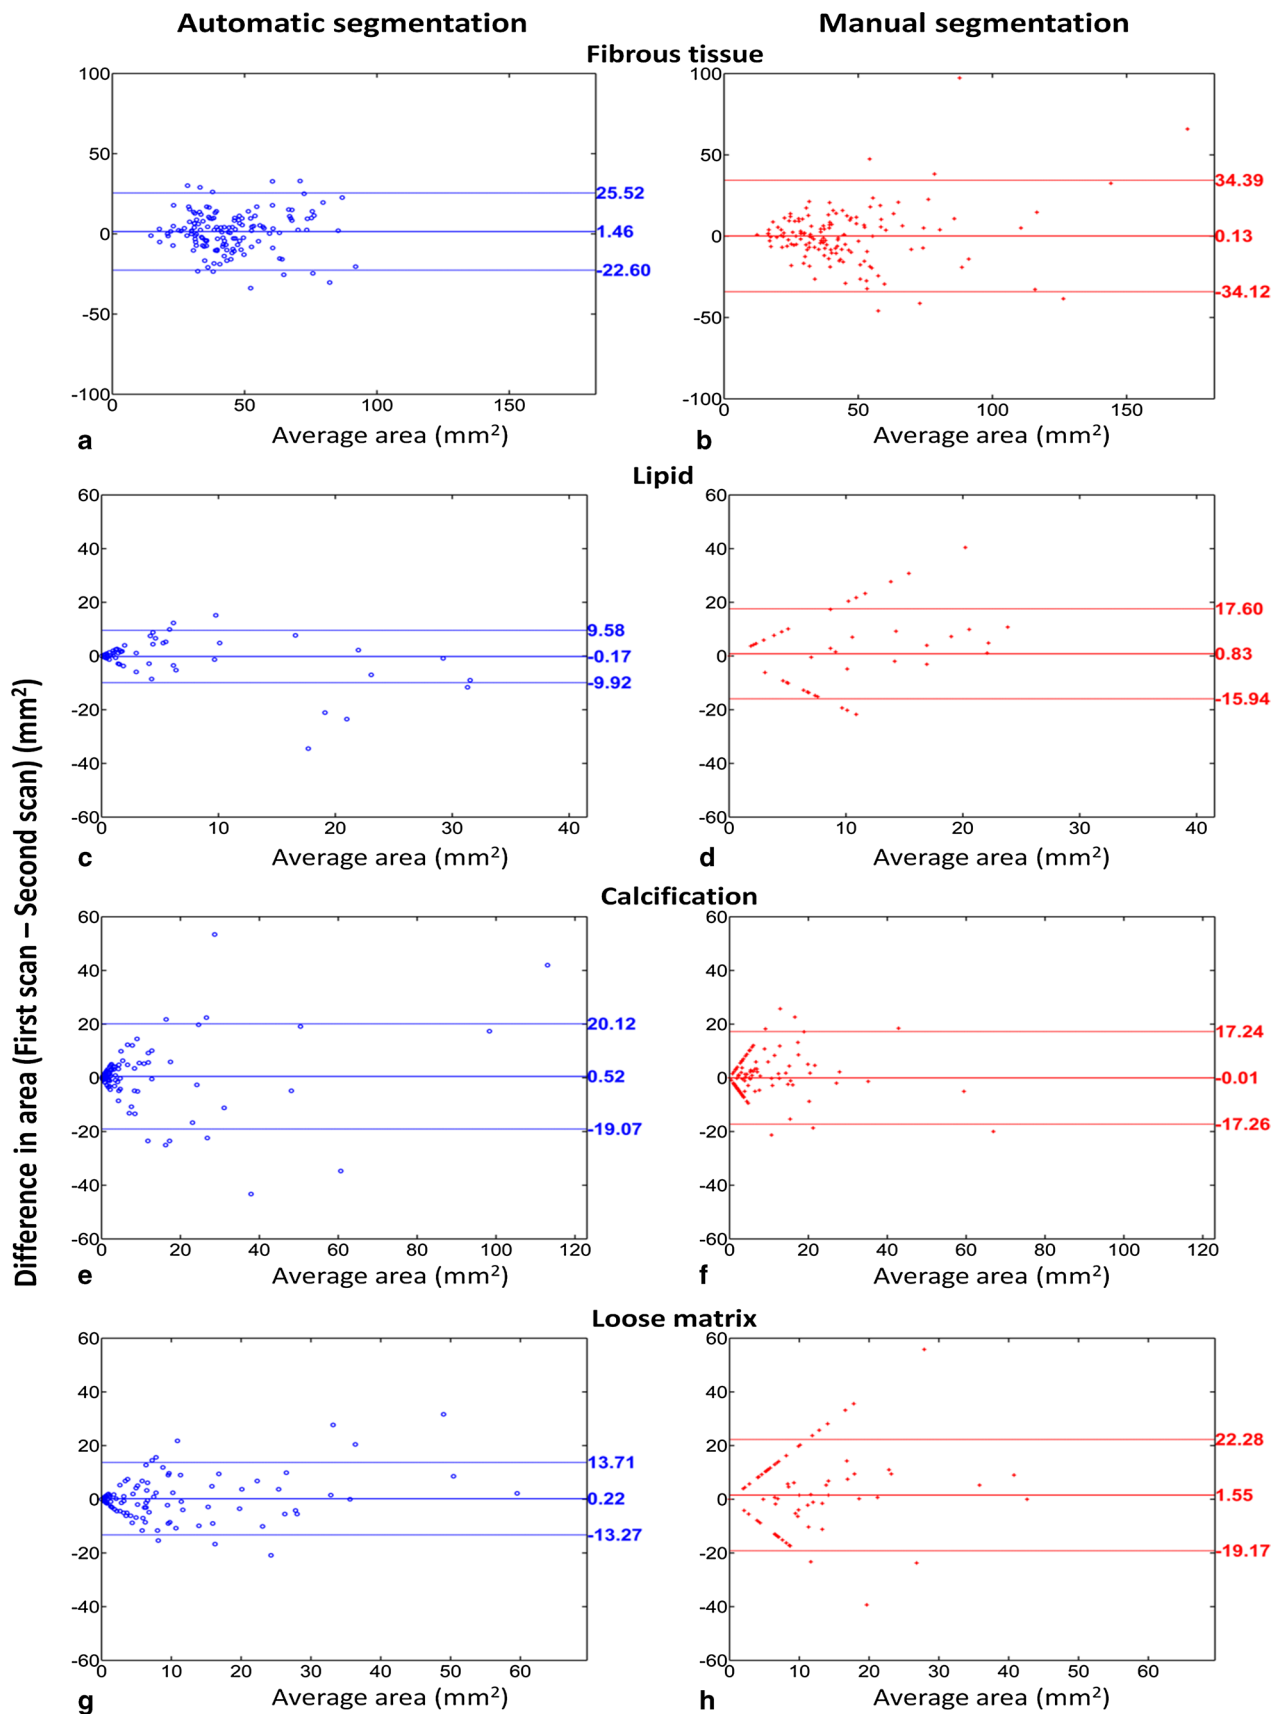 Automatic segmentation
Manual segmentation
Fibrous tissue
100
50
0
-50
-100
0 50 100 150
25.52
1.46
-22.60
a
Average area (mm²)
100
50
0
-50
-100
0 50 100 150
34.39
0.13
-34.12
b
Average area (mm²)
Lipid
60
40
20
0
-20
-40
-60
0 10 20 30 40
9.58
-0.17
-9.92
c
Average area (mm²)
60
40
20
0
-20
-40
-60
0 10 20 30 40
17.60
0.83
-15.94
d
Average area (mm²)
Difference in area (First scan – Second scan) (mm²)
Calcification
60
40
20
0
-20
-40
-60
0 20 40 60 80 100 120
20.12
0.52
-19.07
e
Average area (mm²)
60
40
20
0
-20
-40
-60
0 20 40 60 80 100 120
17.24
-0.01
-17.26
f
Average area (mm²)
Loose matrix
60
40
20
0
-20
-40
-60
0 10 20 30 40 50 60
13.71
0.22
-13.27
g
Average area (mm²)
60
40
20
0
-20
-40
-60
0 10 20 30 40 50 60
22.28
1.55
-19.17
h
Average area (mm²)